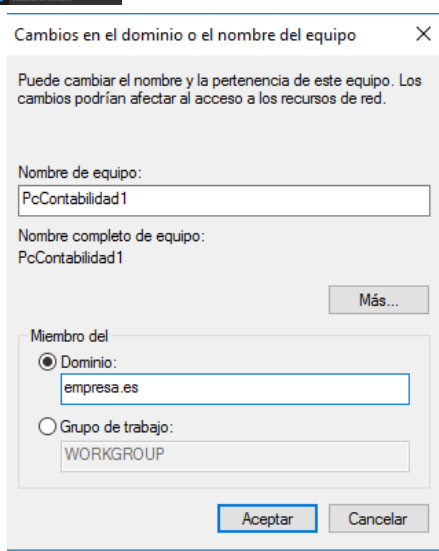 Cambios en el dominio o el nombre del equipo
Puede cambiar el nombre y la pertenencia de este equipo. Los
cambios podrían afectar al acceso a los recursos de red.
Nombre de equipo:
PcContabilidad1
Nombre completo de equipo:
PcContabilidad1
Más...
Miembro del
Dominio:
empresa.es
Grupo de trabajo:
WORKGROUP
Aceptar
Cancelar